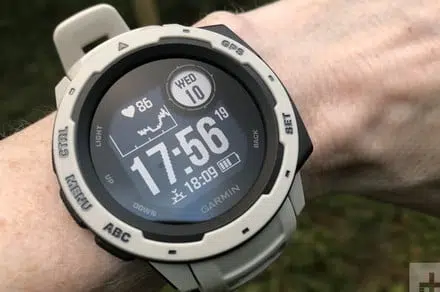 GPS
CTRL
LIGHT
86
WED
10
17:56
19
SET
BACK
UP
MENU
18:09
GARMIN
DOWN
ABC